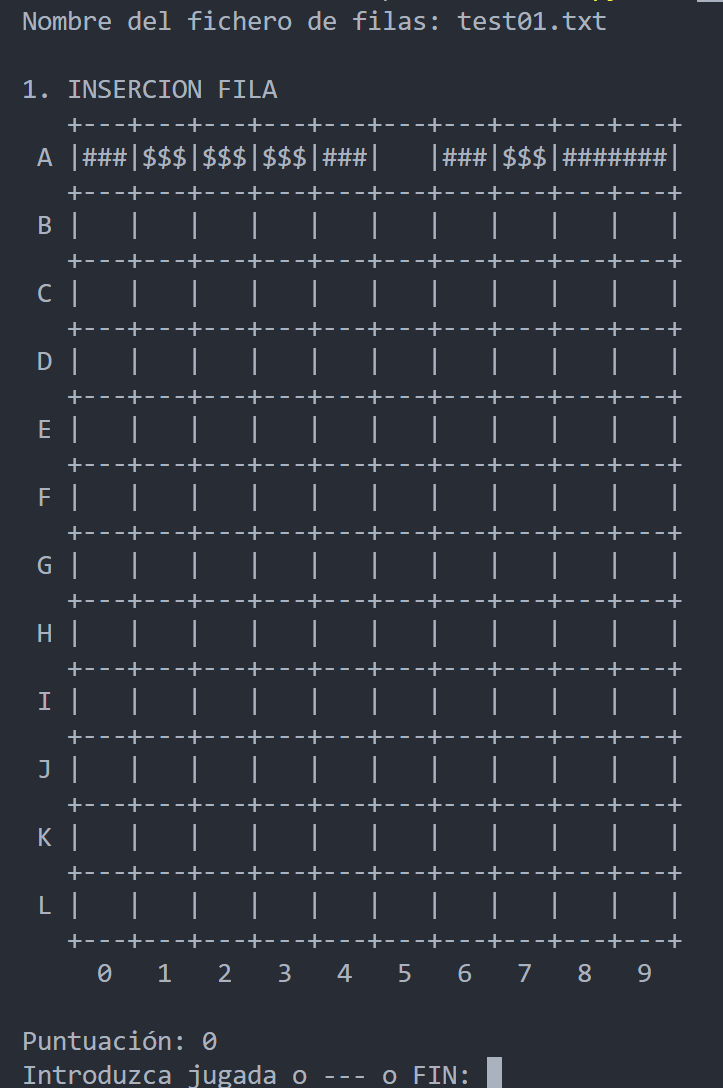 Nombre del fichero de filas: test01.txt
1. INSERCION FILA
   +---+---+---+---+---+---+---+---+---+---+
 A |###|$$$|$$$|$$$|###|   |###|$$$|#######|
   +---+---+---+---+---+---+---+---+---+---+
 B |   |   |   |   |   |   |   |   |   |   |
   +---+---+---+---+---+---+---+---+---+---+
 C |   |   |   |   |   |   |   |   |   |   |
   +---+---+---+---+---+---+---+---+---+---+
 D |   |   |   |   |   |   |   |   |   |   |
   +---+---+---+---+---+---+---+---+---+---+
 E |   |   |   |   |   |   |   |   |   |   |
   +---+---+---+---+---+---+---+---+---+---+
 F |   |   |   |   |   |   |   |   |   |   |
   +---+---+---+---+---+---+---+---+---+---+
 G |   |   |   |   |   |   |   |   |   |   |
   +---+---+---+---+---+---+---+---+---+---+
 H |   |   |   |   |   |   |   |   |   |   |
   +---+---+---+---+---+---+---+---+---+---+
 I |   |   |   |   |   |   |   |   |   |   |
   +---+---+---+---+---+---+---+---+---+---+
 J |   |   |   |   |   |   |   |   |   |   |
   +---+---+---+---+---+---+---+---+---+---+
 K |   |   |   |   |   |   |   |   |   |   |
   +---+---+---+---+---+---+---+---+---+---+
 L |   |   |   |   |   |   |   |   |   |   |
   +---+---+---+---+---+---+---+---+---+---+
     0   1   2   3   4   5   6   7   8   9
Puntuación: 0
Introduzca jugada o --- o FIN: